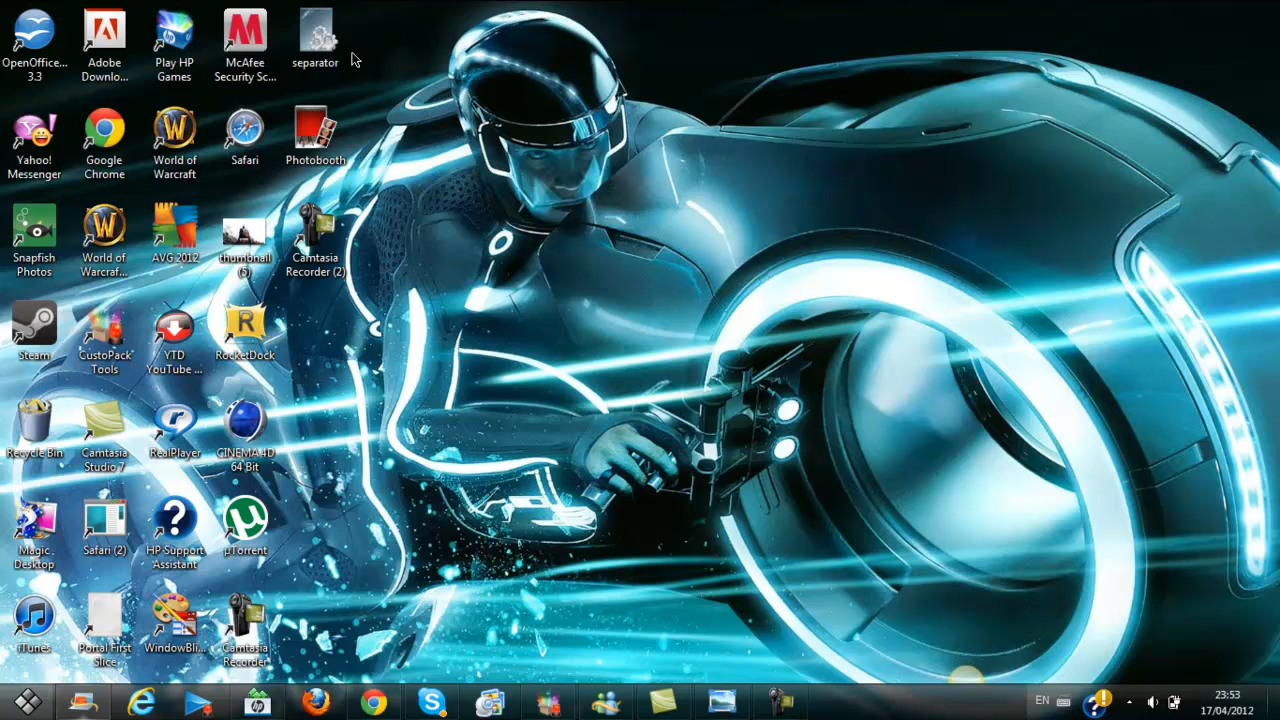 OpenOffice... 3.3
Adobe Downlo...
Play HP Games
McAfee Security Sc...
separator
Yahoo! Messenger
Google Chrome
World of Warcraft
Safari
Photobooth
Snapfish Photos
World of Warcraf...
AVG 2012
thumbnail (5)
Camtasia Recorder (2)
Steam
CustoPack Tools
YTD YouTube ...
RocketDock
Recycle Bin
Camtasia Studio 7
RealPlayer
CINEMA 4D 64 Bit
Magic Desktop
Safari (2)
HP Support Assistant
µTorrent
iTunes
Portal First Slice
WindowBli...
Camtasia Recorder
EN
23:53
17/04/2012